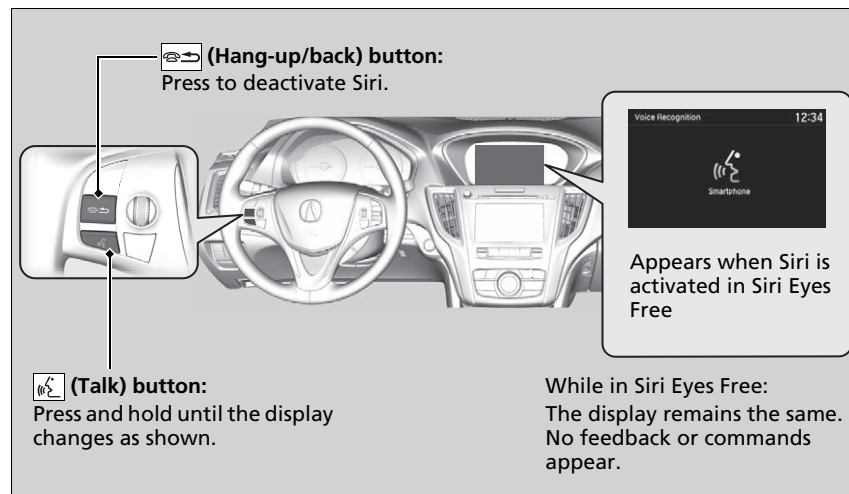 (Hang-up/back) button:
Press to deactivate Siri.
Voice Recognition 12:34
Smartphone
Appears when Siri is
activated in Siri Eyes
Free
(Talk) button:
Press and hold until the display
changes as shown.
While in Siri Eyes Free:
The display remains the same.
No feedback or commands
appear.